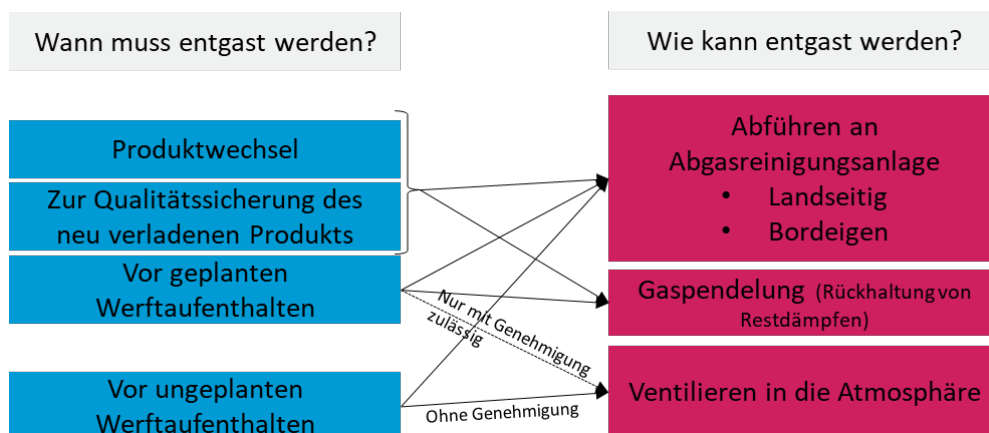 Wann muss entgast werden?
Wie kann entgast werden?
Produktwechsel
Zur Qualitätssicherung des
neu verladenen Produkts
Vor geplanten
Werftaufenthalten
Vor ungeplanten
Werftaufenthalten
Nur mit Genehmigung
zulässig
Ohne Genehmigung
Abführen an
Abgasreinigungsanlage
• Landseitig
• Bordeigen
Gaspendelung (Rückhaltung von
Restdämpfen)
Ventilieren in die Atmosphäre